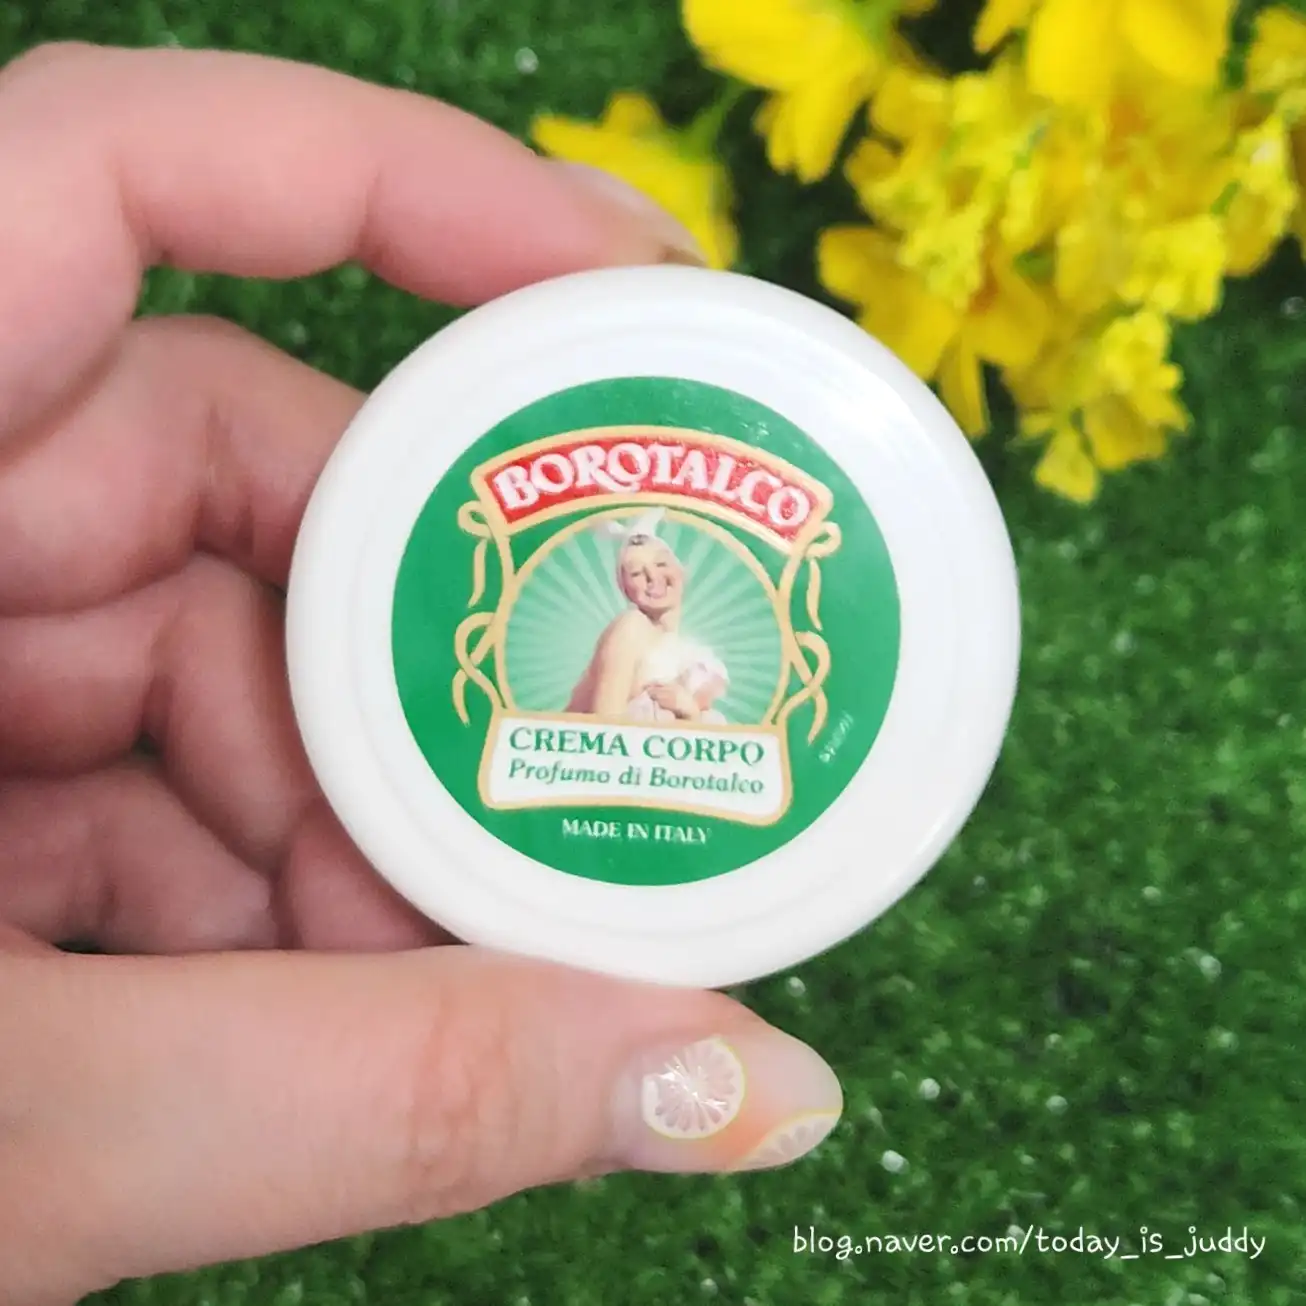 BOROTALCO
CREMA CORPO
Profumo di Borotalco
MADE IN ITALY
blog.naver.com/today_is_juddy